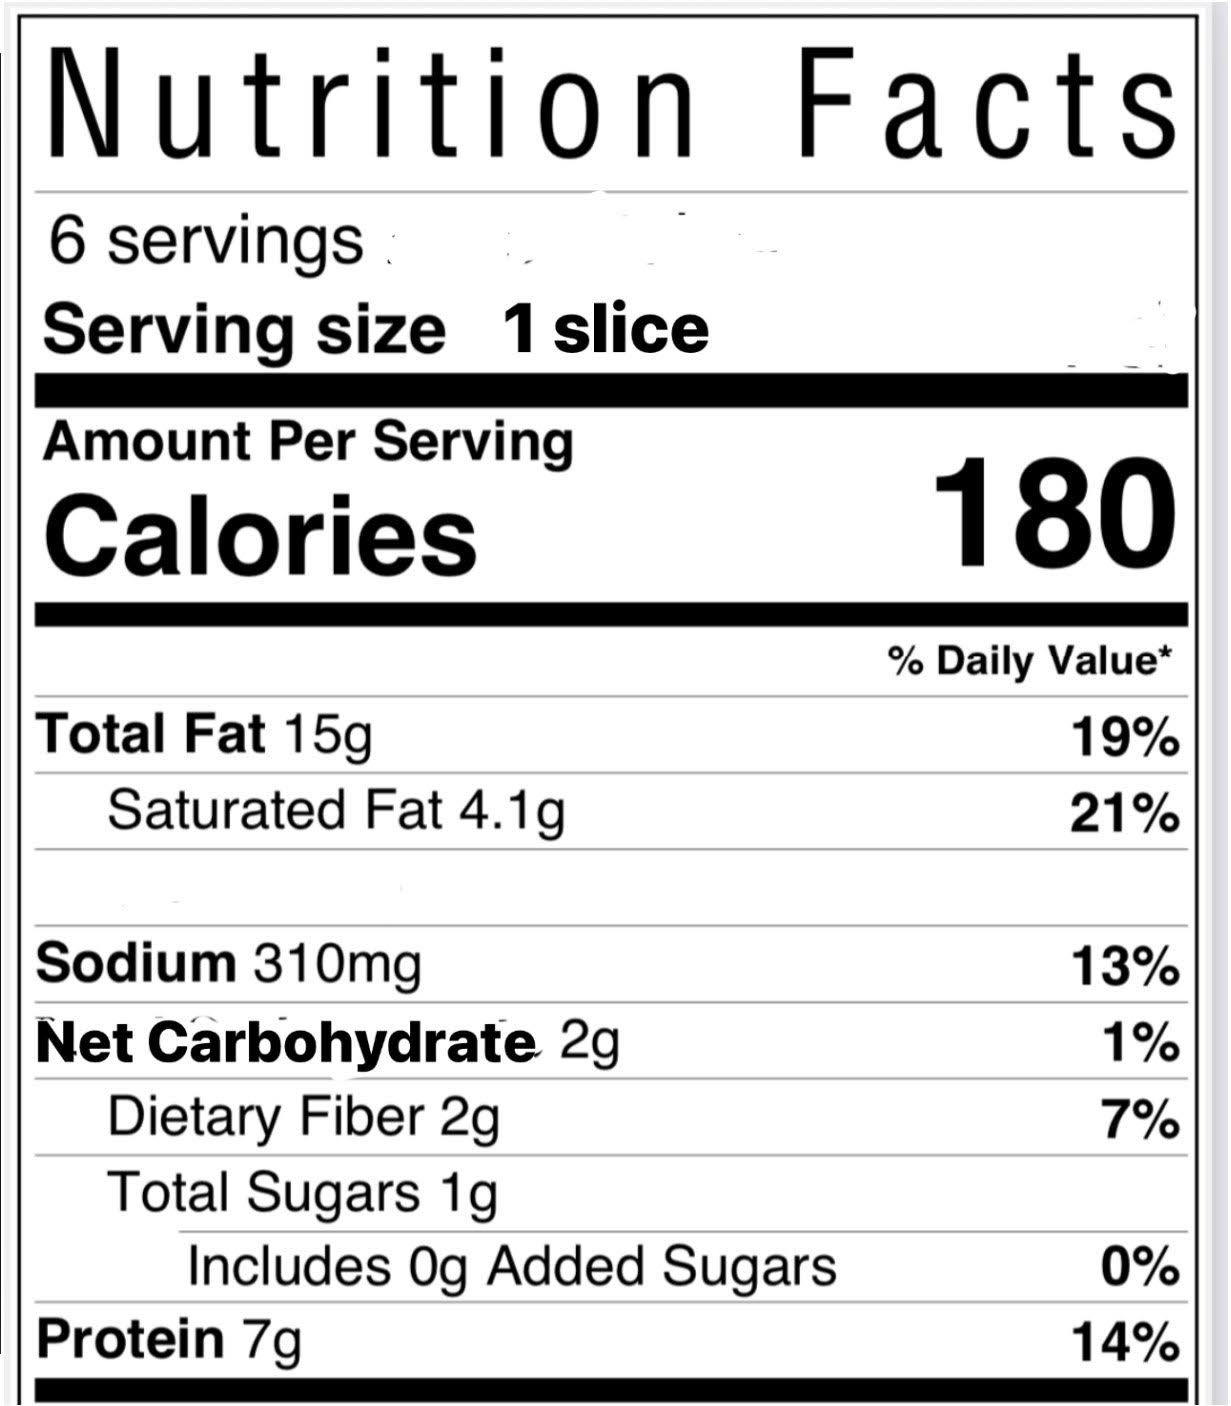 Nutrition Facts
6 servings
Serving size 1 slice
Amount Per Serving
Calories 180
% Daily Value*
Total Fat 15g 19%
Saturated Fat 4.1g 21%
Sodium 310mg 13%
Net Carbohydrate 2g 1%
Dietary Fiber 2g 7%
Total Sugars 1g
Includes 0g Added Sugars 0%
Protein 7g 14%